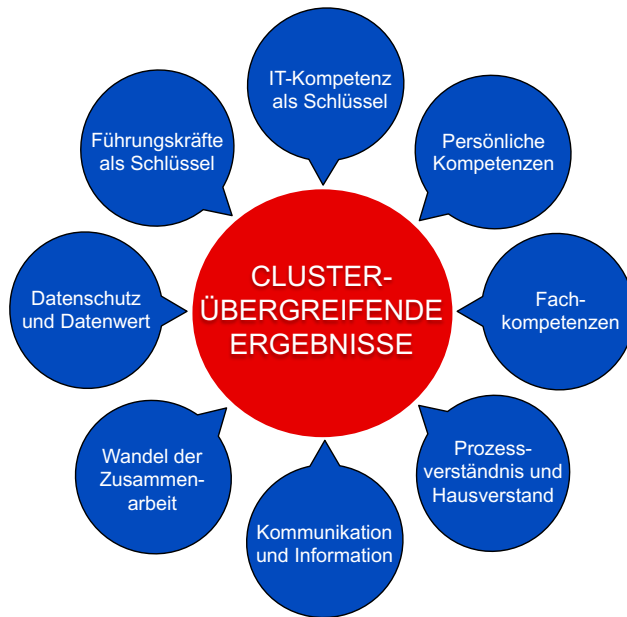 IT-Kompetenz
als Schlüssel
Persönliche
Kompetenzen
Fach-
kompetenzen
Prozess-
verständnis und
Hausverstand
Kommunikation
und Information
Wandel der
Zusammen-
arbeit
Datenschutz
und Datenwert
Führungskräfte
als Schlüssel
CLUSTER-
ÜBERGREIFENDE
ERGEBNISSE